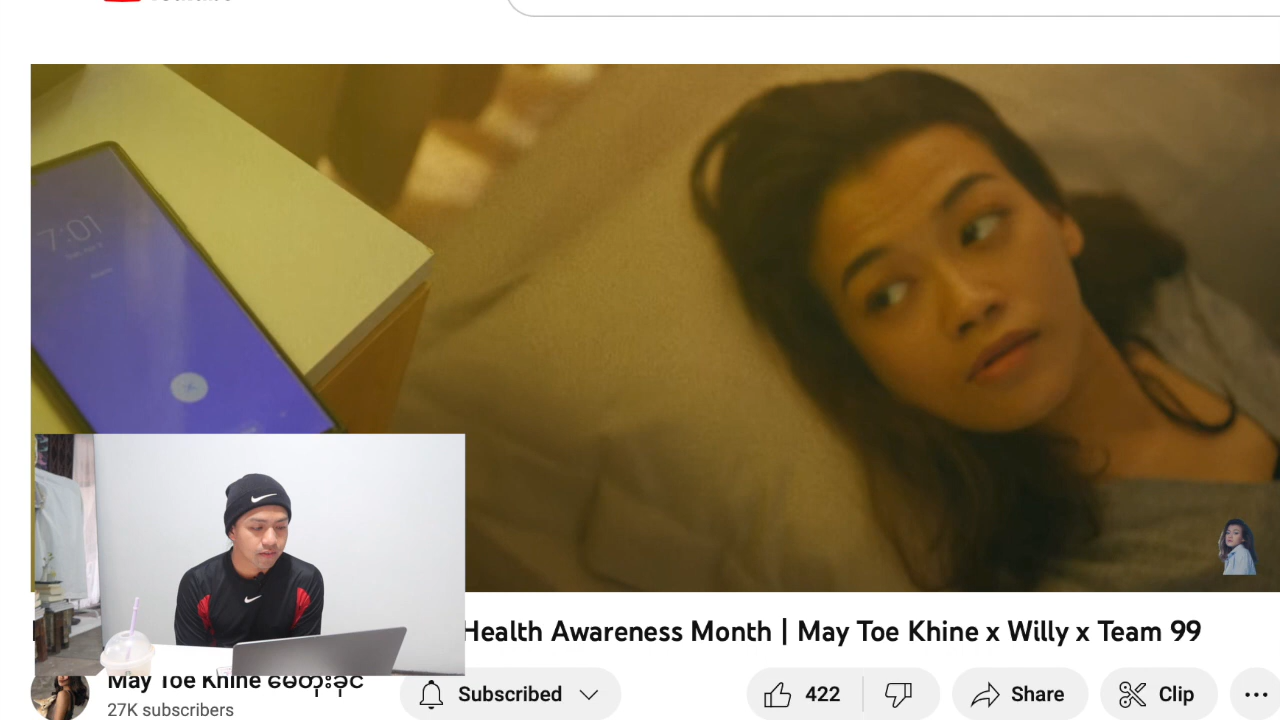 7:01
Health Awareness Month | May Toe Khine x Willy x Team 99
May Toe Khine မေတိုးခိုင်
27K subscribers
Subscribed
422
Share
Clip